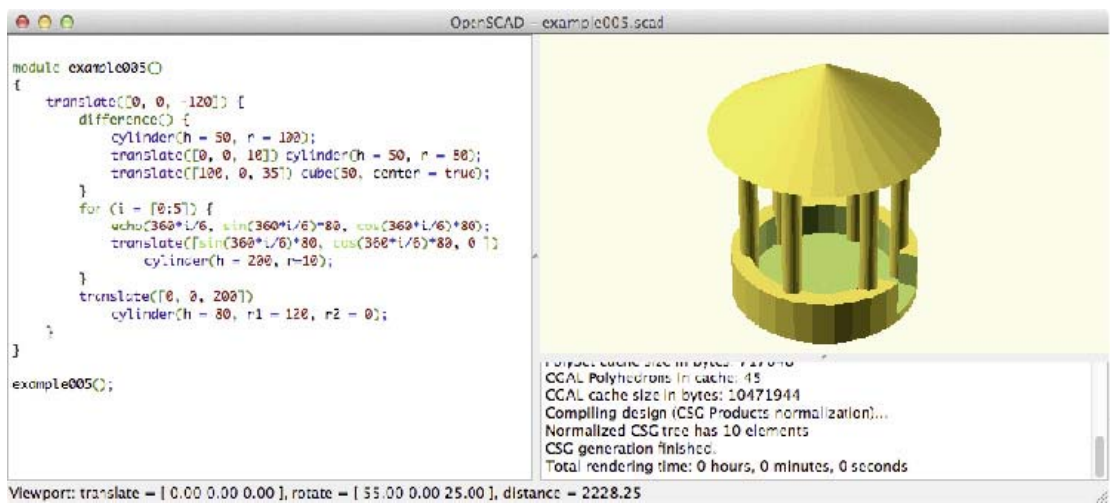 OpenSCAD – example005.scad
module example005()
{
translate([0, 0, -120]) {
difference() {
cylinder(h = 50, r = 100);
translate([0, 0, 10]) cylinder(h = 50, r = 80);
translate([100, 0, 35]) cube(50, center = true);
}
for (i = [0:5]) {
echo(360*i/6, sin(360*i/6)*80, cos(360*i/6)*80);
translate([sin(360*i/6)*80, cos(360*i/6)*80, 0 ])
cylinder(h = 200, r=10);
}
translate([0, 0, 200])
cylinder(h = 80, r1 = 120, r2 = 0);
}
}
example005();
PolySet cache size in bytes:
CGAL Polyhedrons in cache: 45
CGAL cache size in bytes: 10471944
Compiling design (CSG Products normalization)...
Normalized CSG tree has 10 elements
CSG generation finished.
Total rendering time: 0 hours, 0 minutes, 0 seconds
Viewport: translate = [ 0.00 0.00 0.00 ], rotate = [ 55.00 0.00 25.00 ], distance = 2228.25